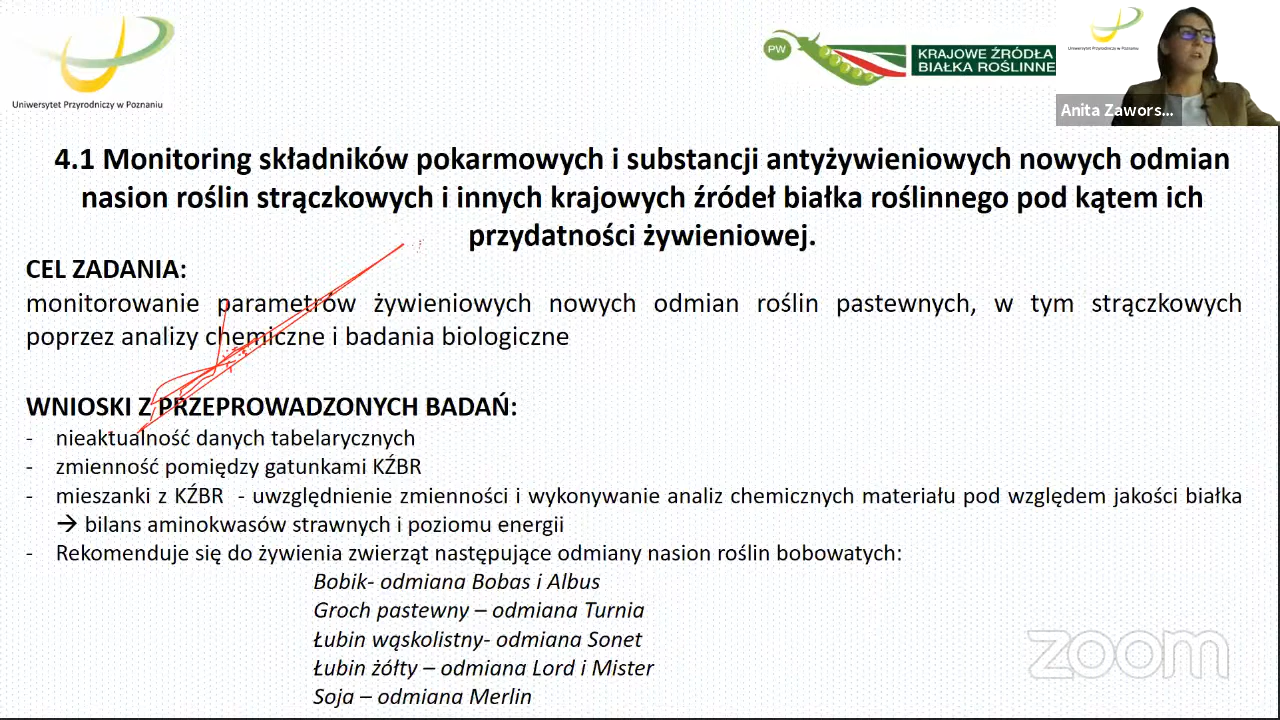 Uniwersytet Przyrodniczy w Poznaniu
PW
KRAJOWE ŹRÓDŁA
BIAŁKA ROŚLINNE
Uniwersytet Przyrodniczy w Poznaniu
Anita Zawors...
4.1 Monitoring składników pokarmowych i substancji antyżywieniowych nowych odmian
nasion roślin strączkowych i innych krajowych źródeł białka roślinnego pod kątem ich
przydatności żywieniowej.
CEL ZADANIA:
monitorowanie parametrów żywieniowych nowych odmian roślin pastewnych, w tym strączkowych
poprzez analizy chemiczne i badania biologiczne
WNIOSKI Z PRZEPROWADZONYCH BADAŃ:
- nieaktualność danych tabelarycznych
- zmienność pomiędzy gatunkami KŹBR
- mieszanki z KŹBR - uwzględnienie zmienności i wykonywanie analiz chemicznych materiału pod względem jakości białka
→ bilans aminokwasów strawnych i poziomu energii
- Rekomenduje się do żywienia zwierząt następujące odmiany nasion roślin bobowatych:
Bobik- odmiana Bobas i Albus
Groch pastewny – odmiana Turnia
Łubin wąskolistny- odmiana Sonet
Łubin żółty – odmiana Lord i Mister
Soja – odmiana Merlin
zoom